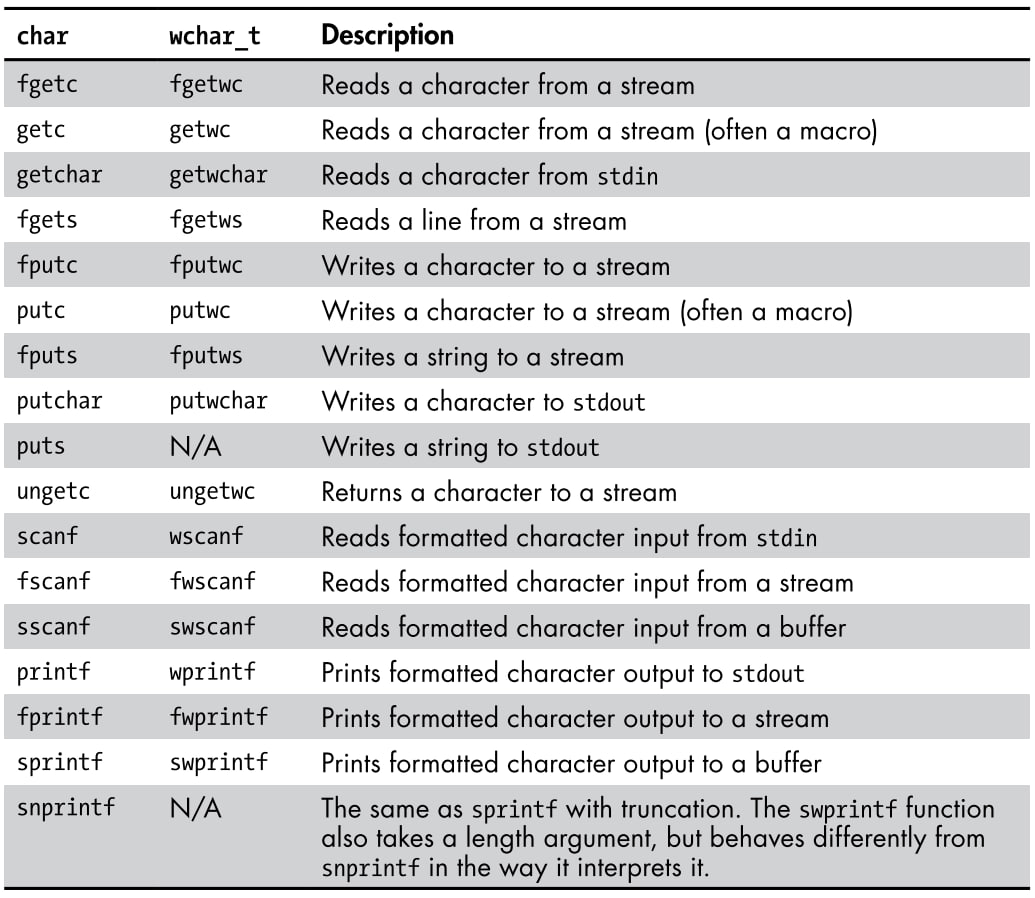 char wchar_t Description
fgetc fgetwc Reads a character from a stream
getc getwc Reads a character from a stream (often a macro)
getchar getwchar Reads a character from stdin
fgets fgetws Reads a line from a stream
fputc fputwc Writes a character to a stream
putc putwc Writes a character to a stream (often a macro)
fputs fputws Writes a string to a stream
putchar putwchar Writes a character to stdout
puts N/A Writes a string to stdout
ungetc ungetwc Returns a character to a stream
scanf wscanf Reads formatted character input from stdin
fscanf fwscanf Reads formatted character input from a stream
sscanf swscanf Reads formatted character input from a buffer
printf wprintf Prints formatted character output to stdout
fprintf fwprintf Prints formatted character output to a stream
sprintf swprintf Prints formatted character output to a buffer
snprintf N/A The same as sprintf with truncation. The swprintf function
also takes a length argument, but behaves differently from
snprintf in the way it interprets it.